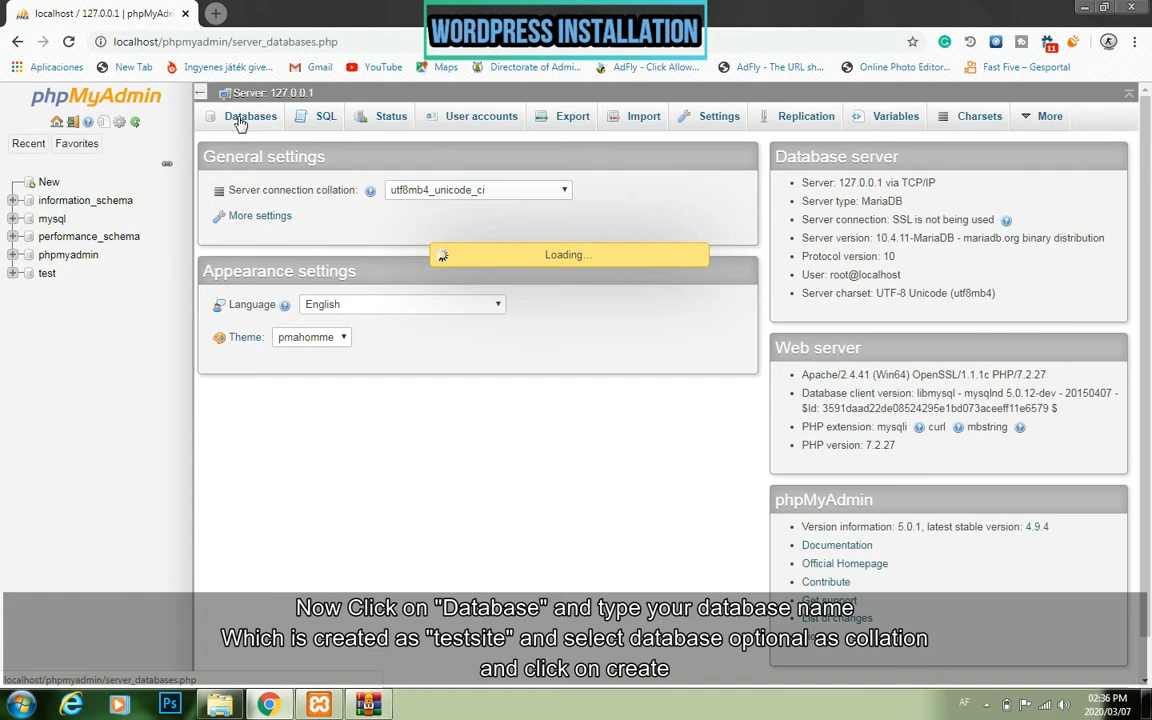 localhost / 127.0.0.1 | phpMyAd
WORDPRESS INSTALLATION
localhost/phpmyadmin/server_databases.php
11
Aplicaciones
New Tab
Ingyenes játék give...
Gmail
YouTube
Maps
Directorate of Admi...
AdFly - Click Allow...
AdFly - The URL sh...
Online Photo Editor...
Fast Five – Gesportal
phpMyAdmin
Recent
Favorites
New
information_schema
mysql
performance_schema
phpmyadmin
test
Server: 127.0.0.1
Databases
SQL
Status
User accounts
Export
Import
Settings
Replication
Variables
Charsets
More
General settings
Server connection collation:
utf8mb4_unicode_ci
More settings
Loading…
Appearance settings
Language
English
Theme:
pmahomme
Database server
Server: 127.0.0.1 via TCP/IP
Server type: MariaDB
Server connection: SSL is not being used
Server version: 10.4.11-MariaDB - mariadb.org binary distribution
Protocol version: 10
User: root@localhost
Server charset: UTF-8 Unicode (utf8mb4)
Web server
Apache/2.4.41 (Win64) OpenSSL/1.1.1c PHP/7.2.27
Database client version: libmysql - mysqlnd 5.0.12-dev - 20150407 -
$Id: 3591daad22de08524295e1bd073aceeff11e6579 $
PHP extension: mysqli curl mbstring
PHP version: 7.2.27
phpMyAdmin
Version information: 5.0.1, latest stable version: 4.9.4
Documentation
Official Homepage
Contribute
Get support
List of changes
Now Click on "Database" and type your database name
Which is created as "testsite" and select database optional as collation
and click on create
localhost/phpmyadmin/server_databases.php
Ps
AF
02:36 PM
2020/03/07